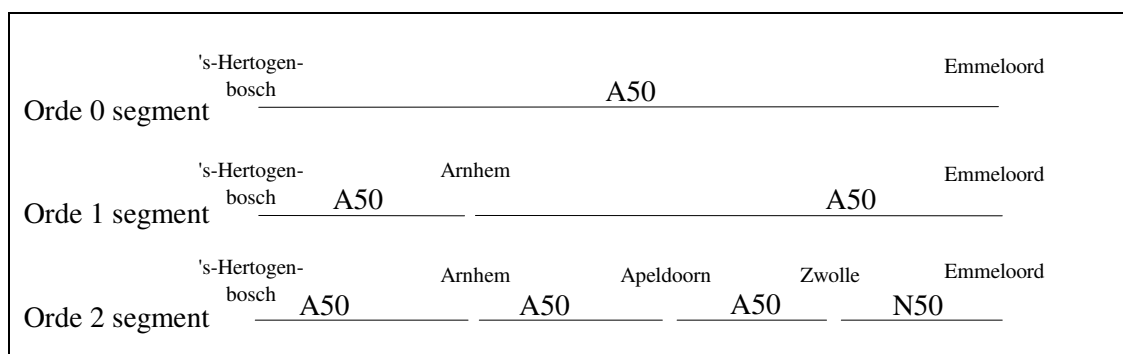 's-Hertogen-
bosch
Emmeloord
A50
Orde 0 segment
's-Hertogen-
bosch
Arnhem
Emmeloord
A50
A50
Orde 1 segment
's-Hertogen-
bosch
Arnhem
Apeldoorn
Zwolle
Emmeloord
A50
A50
A50
N50
Orde 2 segment